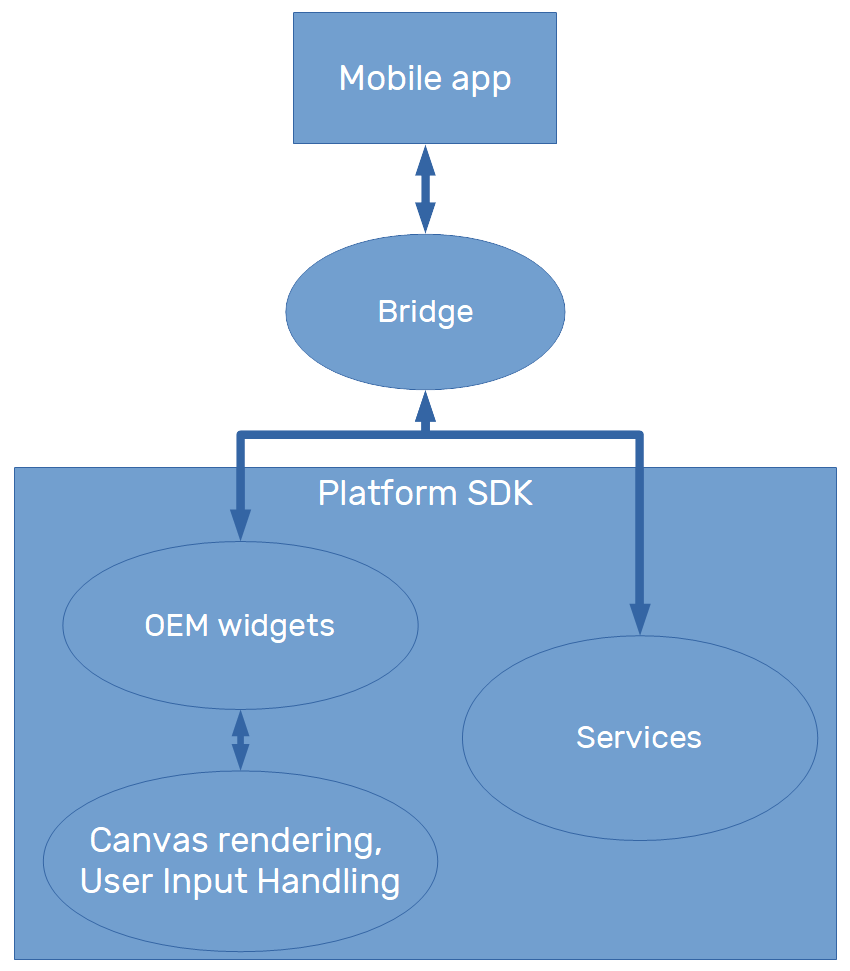 Mobile app
Bridge
Platform SDK
OEM widgets
Services
Canvas rendering,
User Input Handling